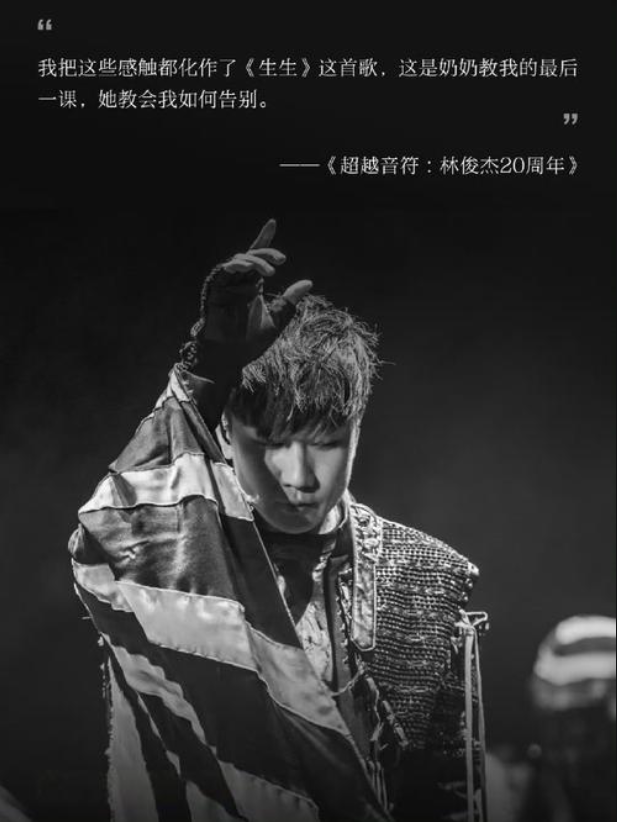 “
我把这些感触都化作了《生生》这首歌，这是奶奶教我的最后
一课，她教会我如何告别。
”
——《超越音符：林俊杰20周年》